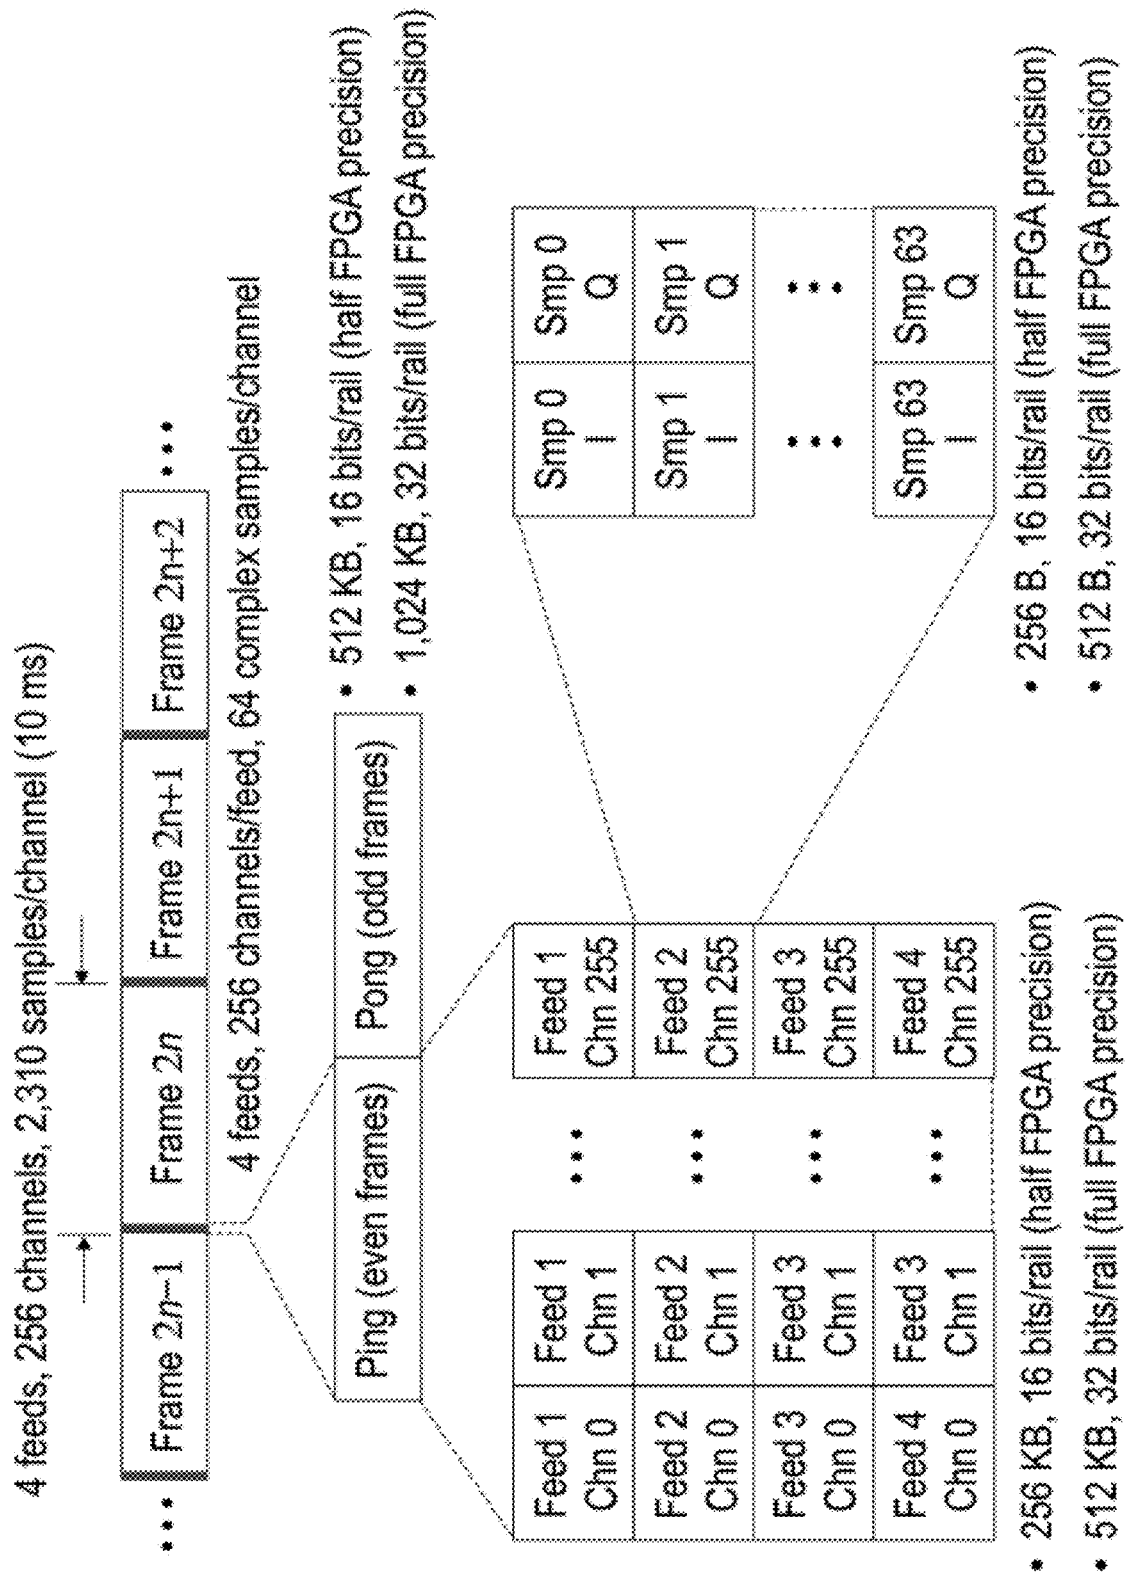 4 feeds, 256 channels, 2,310 samples/channel (10 ms)
••• Frame 2n–1 Frame 2n Frame 2n+1 Frame 2n+2 •••
4 feeds, 256 channels/feed, 64 complex samples/channel
Ping (even frames) Pong (odd frames)
• 512 KB, 16 bits/rail (half FPGA precision)
• 1,024 KB, 32 bits/rail (full FPGA precision)
Feed 1 Feed 1 Feed 1
Chn 0 Chn 1 ••• Chn 255
Feed 2 Feed 2 Feed 2
Chn 0 Chn 1 ••• Chn 255
Feed 3 Feed 3 Feed 3
Chn 0 Chn 1 ••• Chn 255
Feed 4 Feed 3 Feed 4
Chn 0 Chn 1 ••• Chn 255
• 256 KB, 16 bits/rail (half FPGA precision)
• 512 KB, 32 bits/rail (full FPGA precision)
Smp 0 Smp 0
I Q
Smp 1 Smp 1
I Q
••• •••
Smp 63 Smp 63
I Q
• 256 B, 16 bits/rail (half FPGA precision)
• 512 B, 32 bits/rail (full FPGA precision)